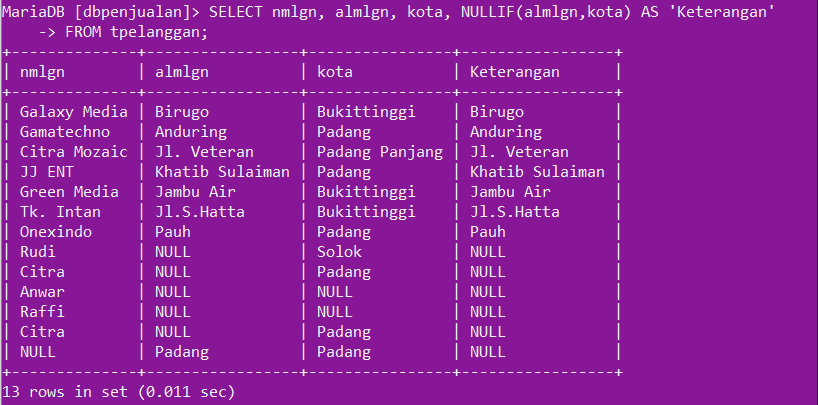 MariaDB [dbpenjualan]> SELECT nmlgn, almlgn, kota, NULLIF(almlgn,kota) AS 'Keterangan'
    -> FROM tpelanggan;
+--------------+-----------------+----------------+-----------------+
| nmlgn        | almlgn          | kota           | Keterangan      |
+--------------+-----------------+----------------+-----------------+
| Galaxy Media | Birugo          | Bukittinggi    | Birugo          |
| Gamatechno   | Anduring        | Padang         | Anduring        |
| Citra Mozaic | Jl. Veteran     | Padang Panjang | Jl. Veteran     |
| JJ ENT       | Khatib Sulaiman | Padang         | Khatib Sulaiman |
| Green Media  | Jambu Air       | Bukittinggi    | Jambu Air       |
| Tk. Intan    | Jl.S.Hatta      | Bukittinggi    | Jl.S.Hatta      |
| Onexindo     | Pauh            | Padang         | Pauh            |
| Rudi         | NULL            | Solok          | NULL            |
| Citra        | NULL            | Padang         | NULL            |
| Anwar        | NULL            | NULL           | NULL            |
| Raffi        | NULL            | NULL           | NULL            |
| Citra        | NULL            | Padang         | NULL            |
| NULL         | Padang          | Padang         | NULL            |
+--------------+-----------------+----------------+-----------------+
13 rows in set (0.011 sec)